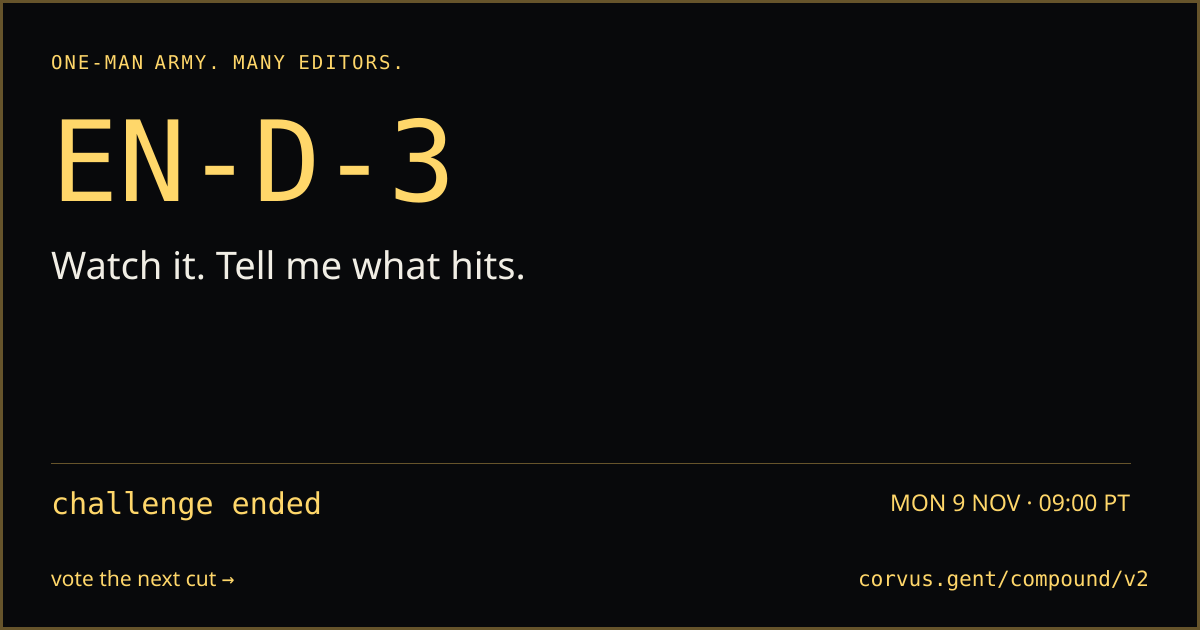 ONE-MAN ARMY. MANY EDITORS.
EN-D-3
Watch it. Tell me what hits.
challenge ended
MON 9 NOV · 09:00 PT
vote the next cut →
corvus.gent/compound/v2